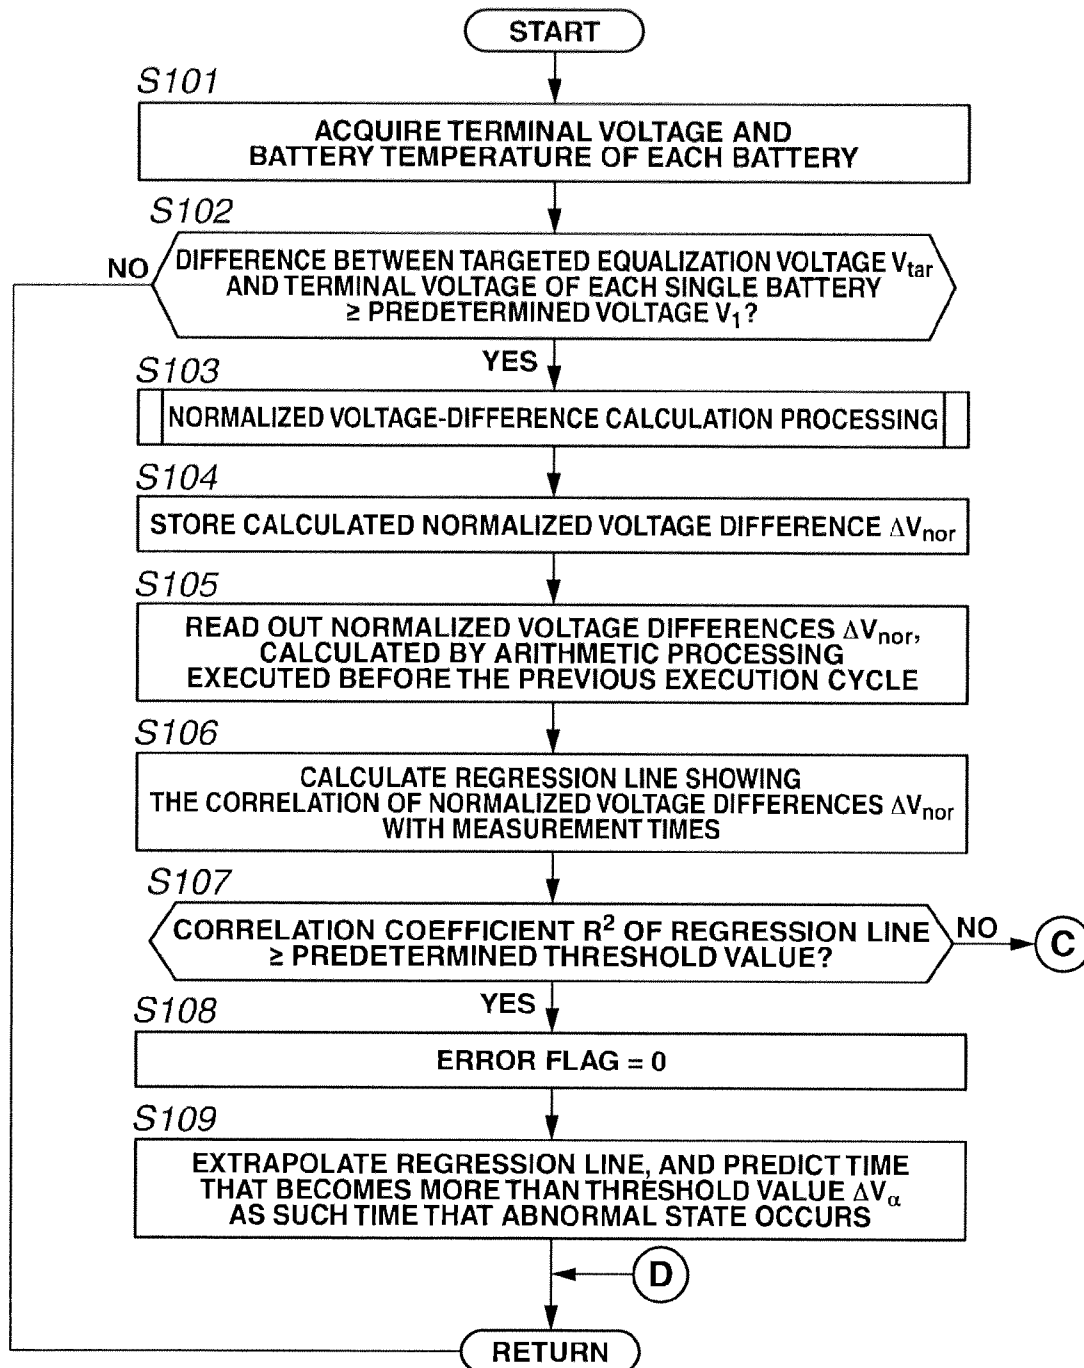 START
S101
ACQUIRE TERMINAL VOLTAGE AND
BATTERY TEMPERATURE OF EACH BATTERY
S102
NO
DIFFERENCE BETWEEN TARGETED EQUALIZATION VOLTAGE Vtar
AND TERMINAL VOLTAGE OF EACH SINGLE BATTERY
≥ PREDETERMINED VOLTAGE V1?
YES
S103
NORMALIZED VOLTAGE-DIFFERENCE CALCULATION PROCESSING
S104
STORE CALCULATED NORMALIZED VOLTAGE DIFFERENCE ΔVnor
S105
READ OUT NORMALIZED VOLTAGE DIFFERENCES ΔVnor,
CALCULATED BY ARITHMETIC PROCESSING
EXECUTED BEFORE THE PREVIOUS EXECUTION CYCLE
S106
CALCULATE REGRESSION LINE SHOWING
THE CORRELATION OF NORMALIZED VOLTAGE DIFFERENCES ΔVnor
WITH MEASUREMENT TIMES
S107
CORRELATION COEFFICIENT R² OF REGRESSION LINE
≥ PREDETERMINED THRESHOLD VALUE?
NO
C
YES
S108
ERROR FLAG = 0
S109
EXTRAPOLATE REGRESSION LINE, AND PREDICT TIME
THAT BECOMES MORE THAN THRESHOLD VALUE ΔVα
AS SUCH TIME THAT ABNORMAL STATE OCCURS
D
RETURN